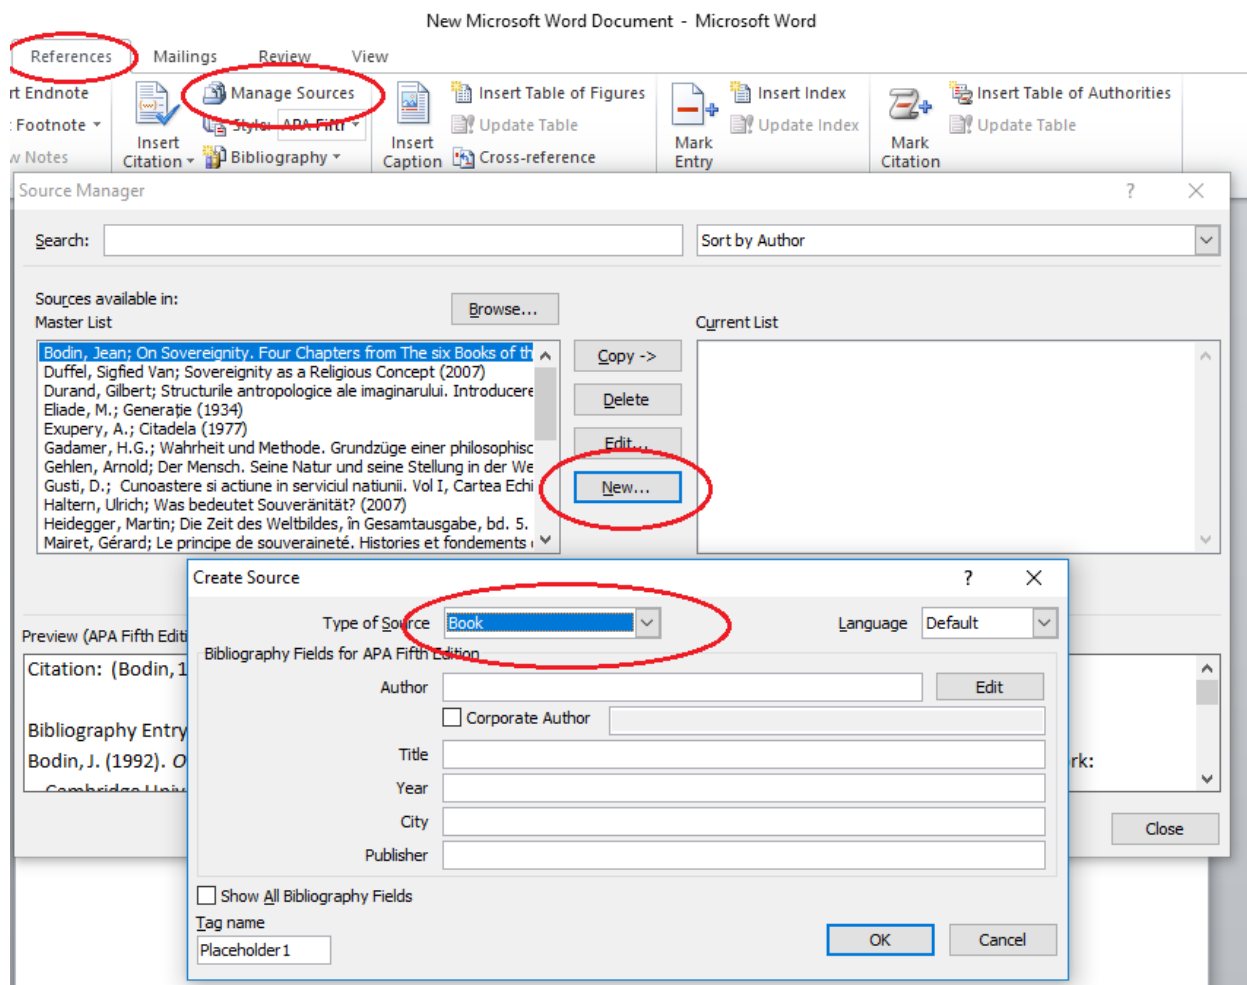 New Microsoft Word Document - Microsoft Word
References Mailings Review View
rt Endnote
Footnote
w Notes
Insert
Citation
Manage Sources
Style: APA Fifth
Bibliography
Insert
Caption
Insert Table of Figures
Update Table
Cross-reference
Mark
Entry
Insert Index
Update Index
Mark
Citation
Insert Table of Authorities
Update Table
Source Manager ?
Search:
Sort by Author
Sources available in:
Master List
Browse...
Current List
Bodin, Jean; On Sovereignty. Four Chapters from The six Books of th
Duffel, Sigfied Van; Sovereignty as a Religious Concept (2007)
Durand, Gilbert; Structurile antropologice ale imaginarului. Introducere
Eliade, M.; Generație (1934)
Exupery, A.; Citadela (1977)
Gadamer, H.G.; Wahrheit und Methode. Grundzüge einer philosophisc
Gehlen, Arnold; Der Mensch. Seine Natur und seine Stellung in der We
Gusti, D.; Cunoastere si actiune in serviciul natiunii. Vol I, Cartea Echi
Haltern, Ulrich; Was bedeutet Souveränität? (2007)
Heidegger, Martin; Die Zeit des Weltbildes, în Gesamtausgabe, bd. 5.
Mairet, Gérard; Le principe de souveraineté. Histories et fondements
Copy ->
Delete
Edit...
New...
Create Source ?
Type of Source Book
Language Default
Bibliography Fields for APA Fifth Edition
Author
Edit
Corporate Author
Title
Year
City
Publisher
Show All Bibliography Fields
Tag name
Placeholder1
OK
Cancel
Preview (APA Fifth Editi
Citation: (Bodin, 1
Bibliography Entry
Bodin, J. (1992). O
rk:
Cambridge Univ
Close